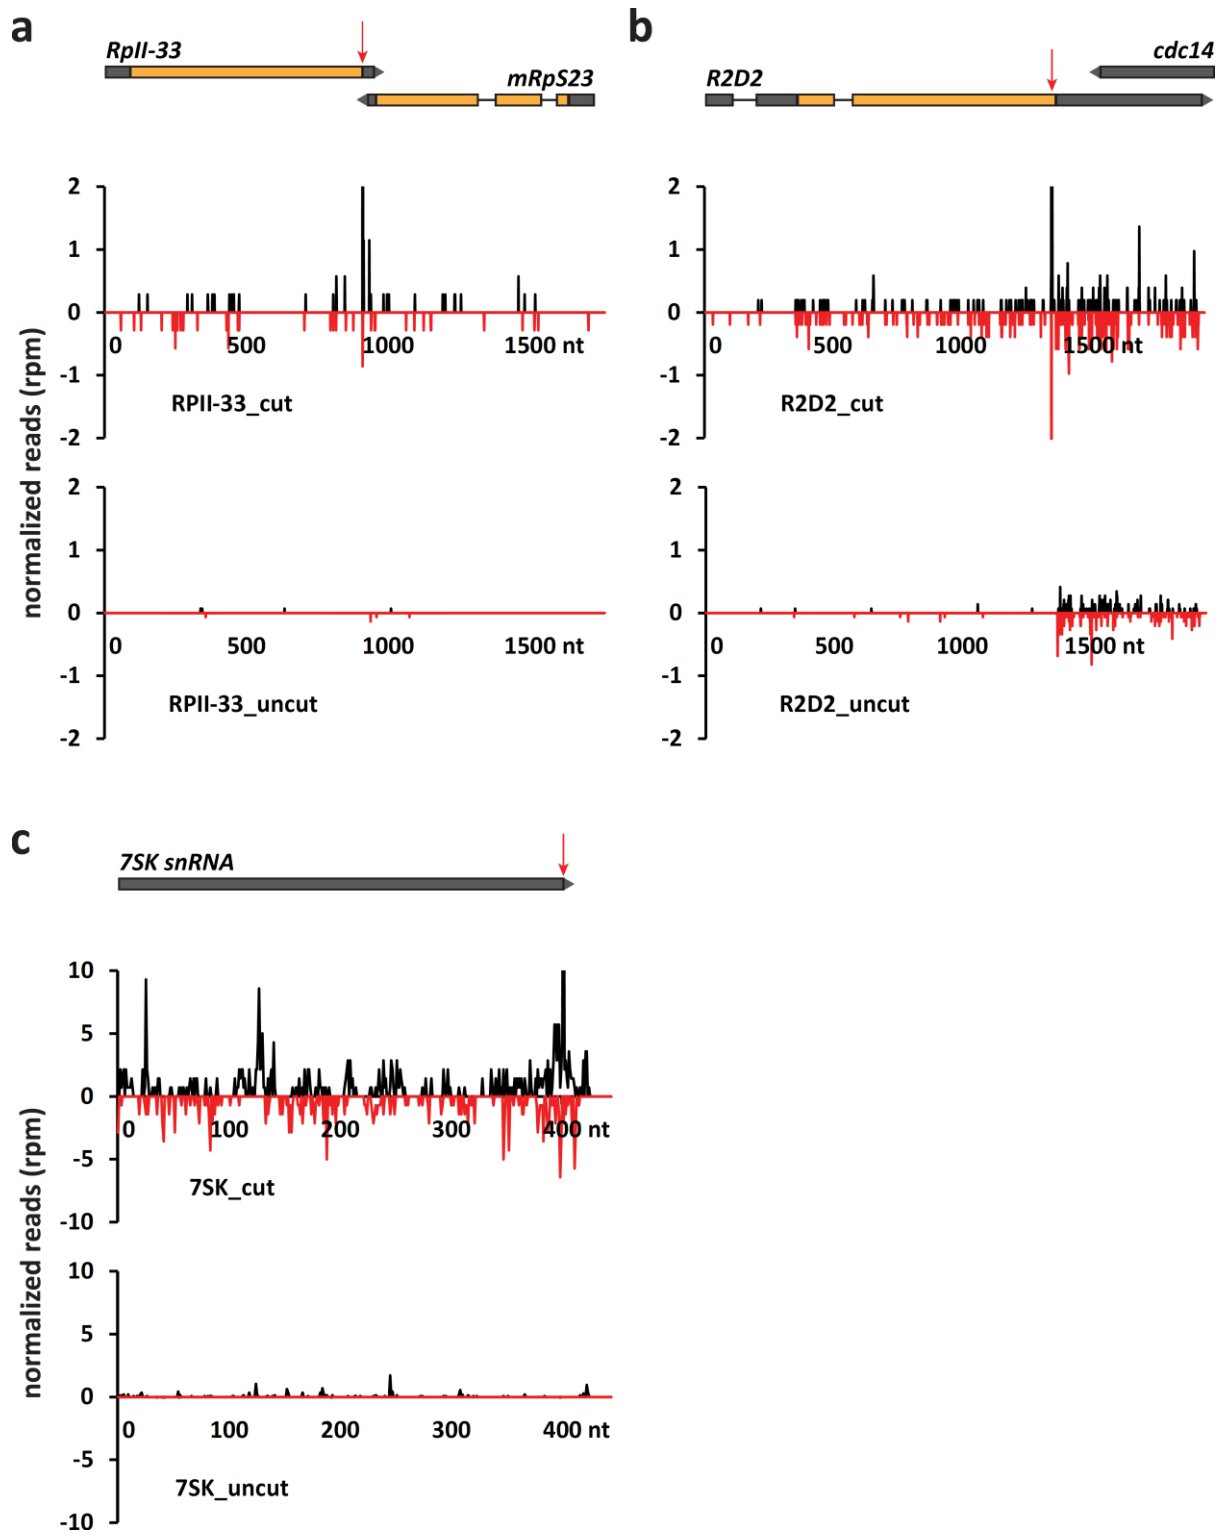 a
RpII-33
mRpS23
normalized reads (rpm)
2
1
0
-1
-2
0 500 1000 1500 nt
RPII-33_cut
2
1
0
-1
-2
0 500 1000 1500 nt
RPII-33_uncut
b
cdc14
R2D2
2
1
0
-1
-2
0 500 1000 1500 nt
R2D2_cut
2
1
0
-1
-2
0 500 1000 1500 nt
R2D2_uncut
c
7SK snRNA
normalized reads (rpm)
10
5
0
-5
-10
0 100 200 300 400 nt
7SK_cut
10
5
0
-5
-10
0 100 200 300 400 nt
7SK_uncut